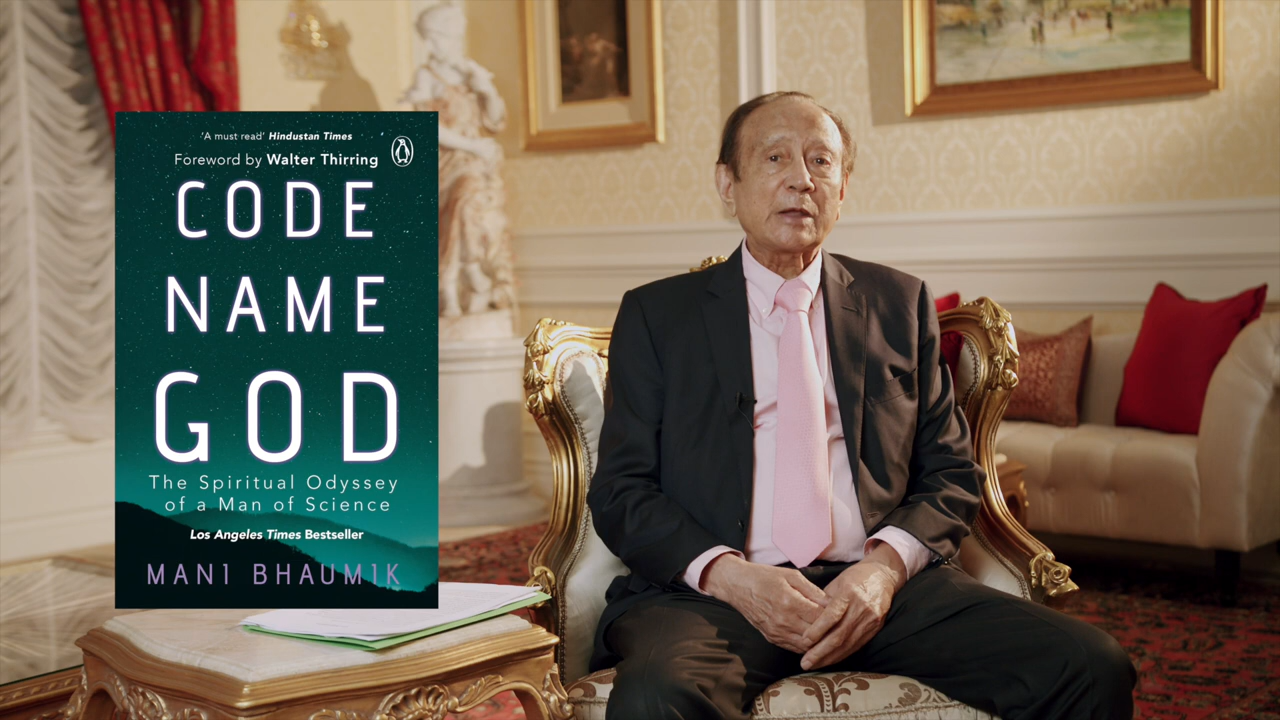 'A must read' Hindustan Times
Foreword by Walter Thirring
CODE
NAME
GOD
The Spiritual Odyssey
of a Man of Science
Los Angeles Times Bestseller
MANI BHAUMIK